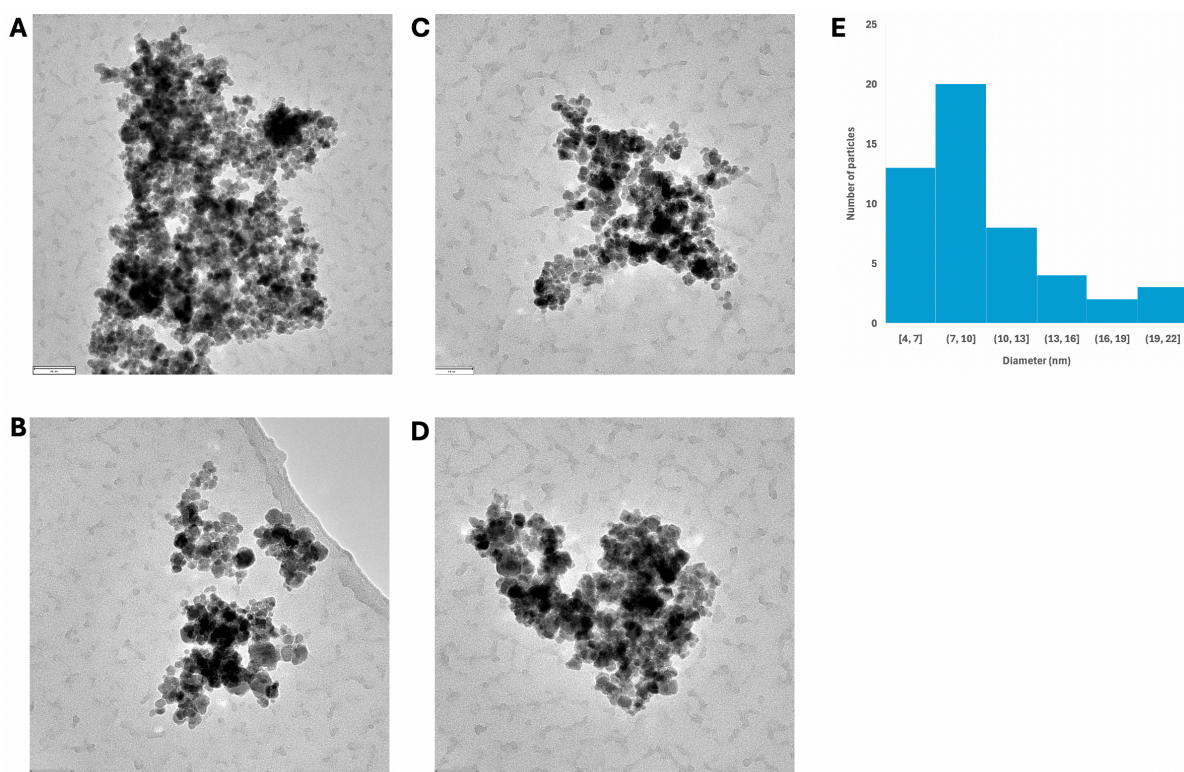 A
C
E
25
20
15
10
5
0
Number of particles
[4, 7]
(7, 10]
(10, 13]
(13, 16]
(16, 19]
(19, 22]
Diameter (nm)
B
D